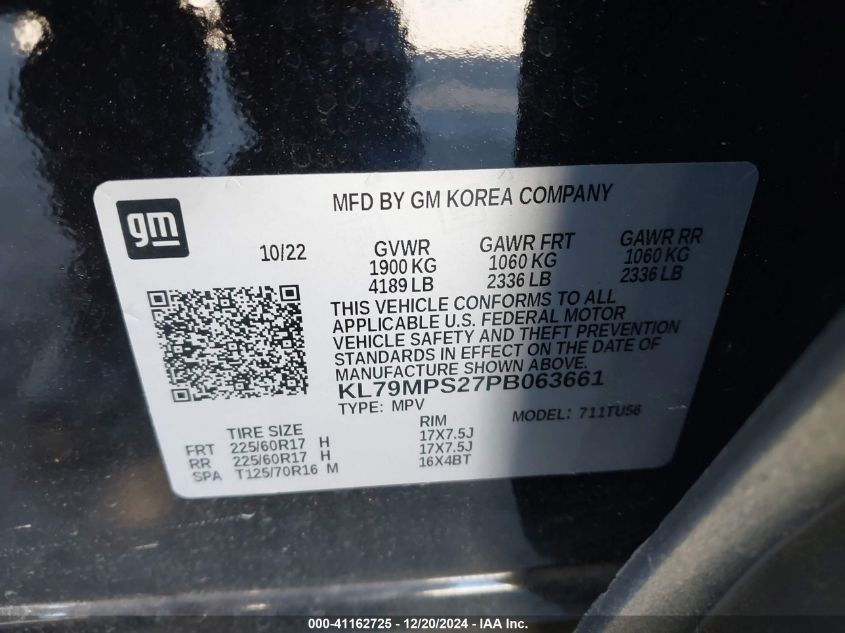 gm
MFD BY GM KOREA COMPANY
10/22
GVWR GAWR FRT GAWR RR
1900 KG 1060 KG 1060 KG
4189 LB 2336 LB 2336 LB
THIS VEHICLE CONFORMS TO ALL
APPLICABLE U.S. FEDERAL MOTOR
VEHICLE SAFETY AND THEFT PREVENTION
STANDARDS IN EFFECT ON THE DATE OF
MANUFACTURE SHOWN ABOVE.
KL79MPS27PB063661
TYPE: MPV MODEL: 711TU56
TIRE SIZE RIM
FRT 225/60R17 H 17X7.5J
RR 225/60R17 H 17X7.5J
SPA T125/70R16 M 16X4BT
000-41162725 - 12/20/2024 - IAA Inc.